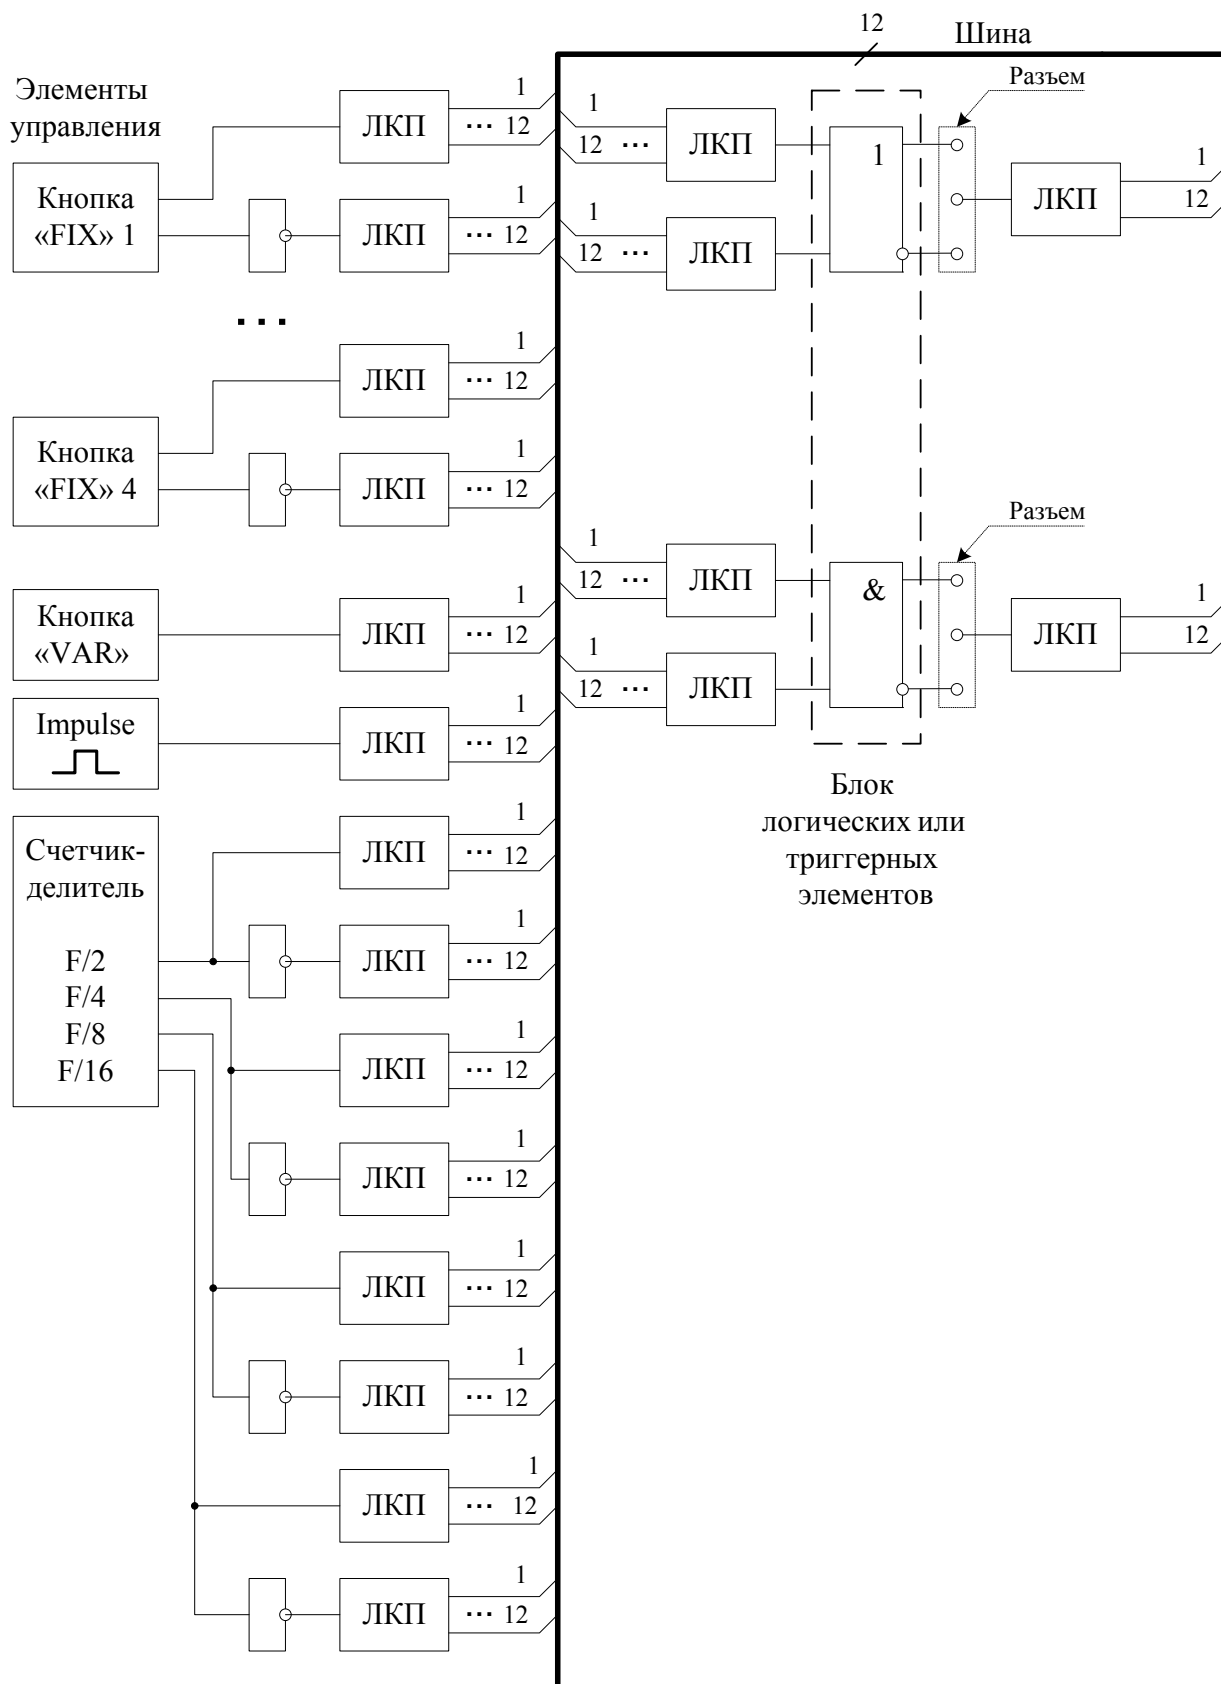 12
Шина
Элементы
управления
Разъем
ЛКП
1
... 12
1
12 ...
ЛКП
1
ЛКП
1
12
Кнопка
«FIX» 1
ЛКП
1
... 12
1
12 ...
ЛКП
...
ЛКП
1
... 12
Кнопка
«FIX» 4
ЛКП
1
... 12
Разъем
1
12 ...
ЛКП
&
ЛКП
1
12
Кнопка
«VAR»
ЛКП
1
... 12
1
12 ...
ЛКП
Impulse
ЛКП
1
... 12
Блок
логических или
триггерных
элементов
Счетчик-
делитель
F/2
F/4
F/8
F/16
ЛКП
1
... 12
ЛКП
1
... 12
ЛКП
1
... 12
ЛКП
1
... 12
ЛКП
1
... 12
ЛКП
1
... 12
ЛКП
1
... 12
ЛКП
1
... 12